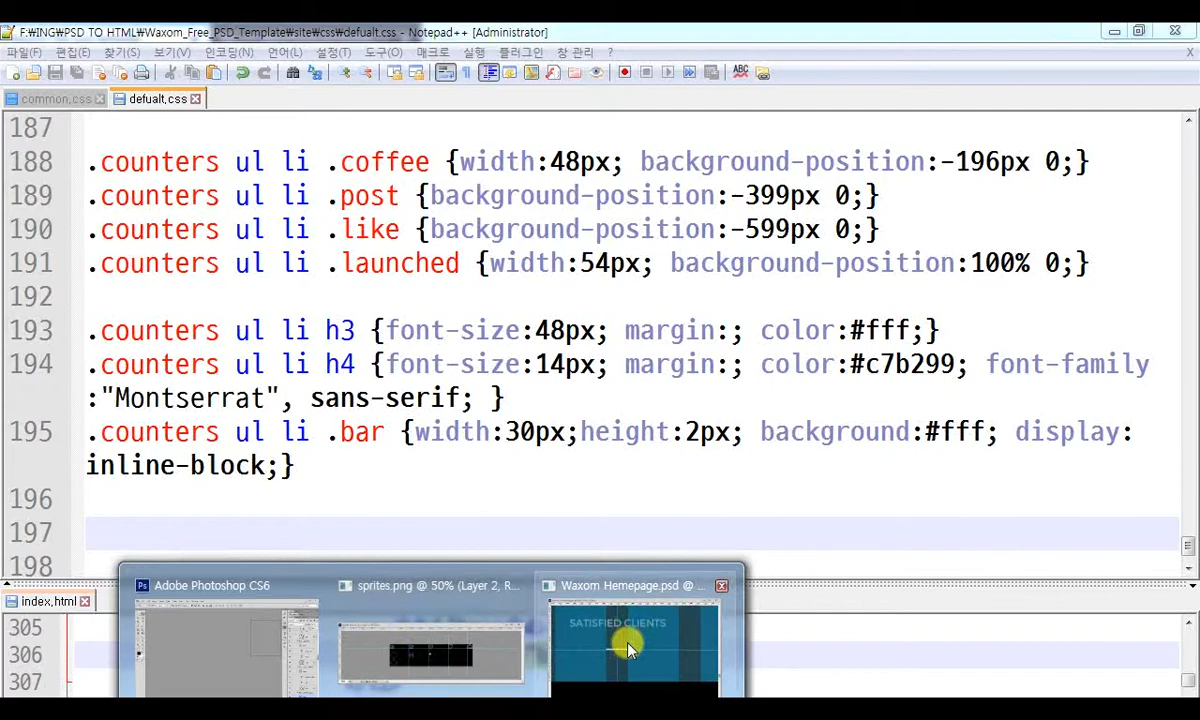 F:₩ING₩PSD TO HTML₩Waxom_Free_PSD_Template₩site₩css₩defualt.css - Notepad++ [Administrator]
파일(F) 편집(E) 찾기(S) 보기(V) 인코딩(N) 언어(L) 설정(T) 도구(O) 매크로 실행 플러그인 창 관리 ? X
common.css defualt.css
187
188 .counters ul li .coffee {width:48px; background-position:-196px 0;}
189 .counters ul li .post {background-position:-399px 0;}
190 .counters ul li .like {background-position:-599px 0;}
191 .counters ul li .launched {width:54px; background-position:100% 0;}
192
193 .counters ul li h3 {font-size:48px; margin:; color:#fff;}
194 .counters ul li h4 {font-size:14px; margin:; color:#c7b299; font-family
:"Montserrat", sans-serif; }
195 .counters ul li .bar {width:30px;height:2px; background:#fff; display:
inline-block;}
196
197
198
Ps Adobe Photoshop CS6 sprites.png @ 50% (Layer 2, R... Waxom Hemepage.psd @ ...
index.html
SATISFIED CLIENTS
305
306
307